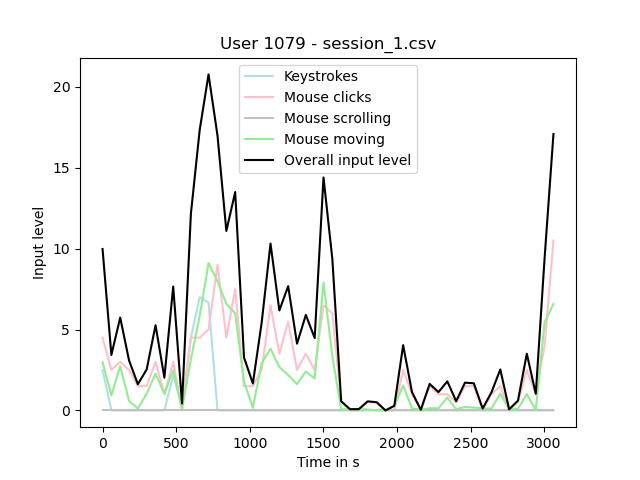 User 1079 - session_1.csv
Keystrokes
Mouse clicks
Mouse scrolling
Mouse moving
Overall input level
Input level
20
15
10
5
0
0 500 1000 1500 2000 2500 3000
Time in s